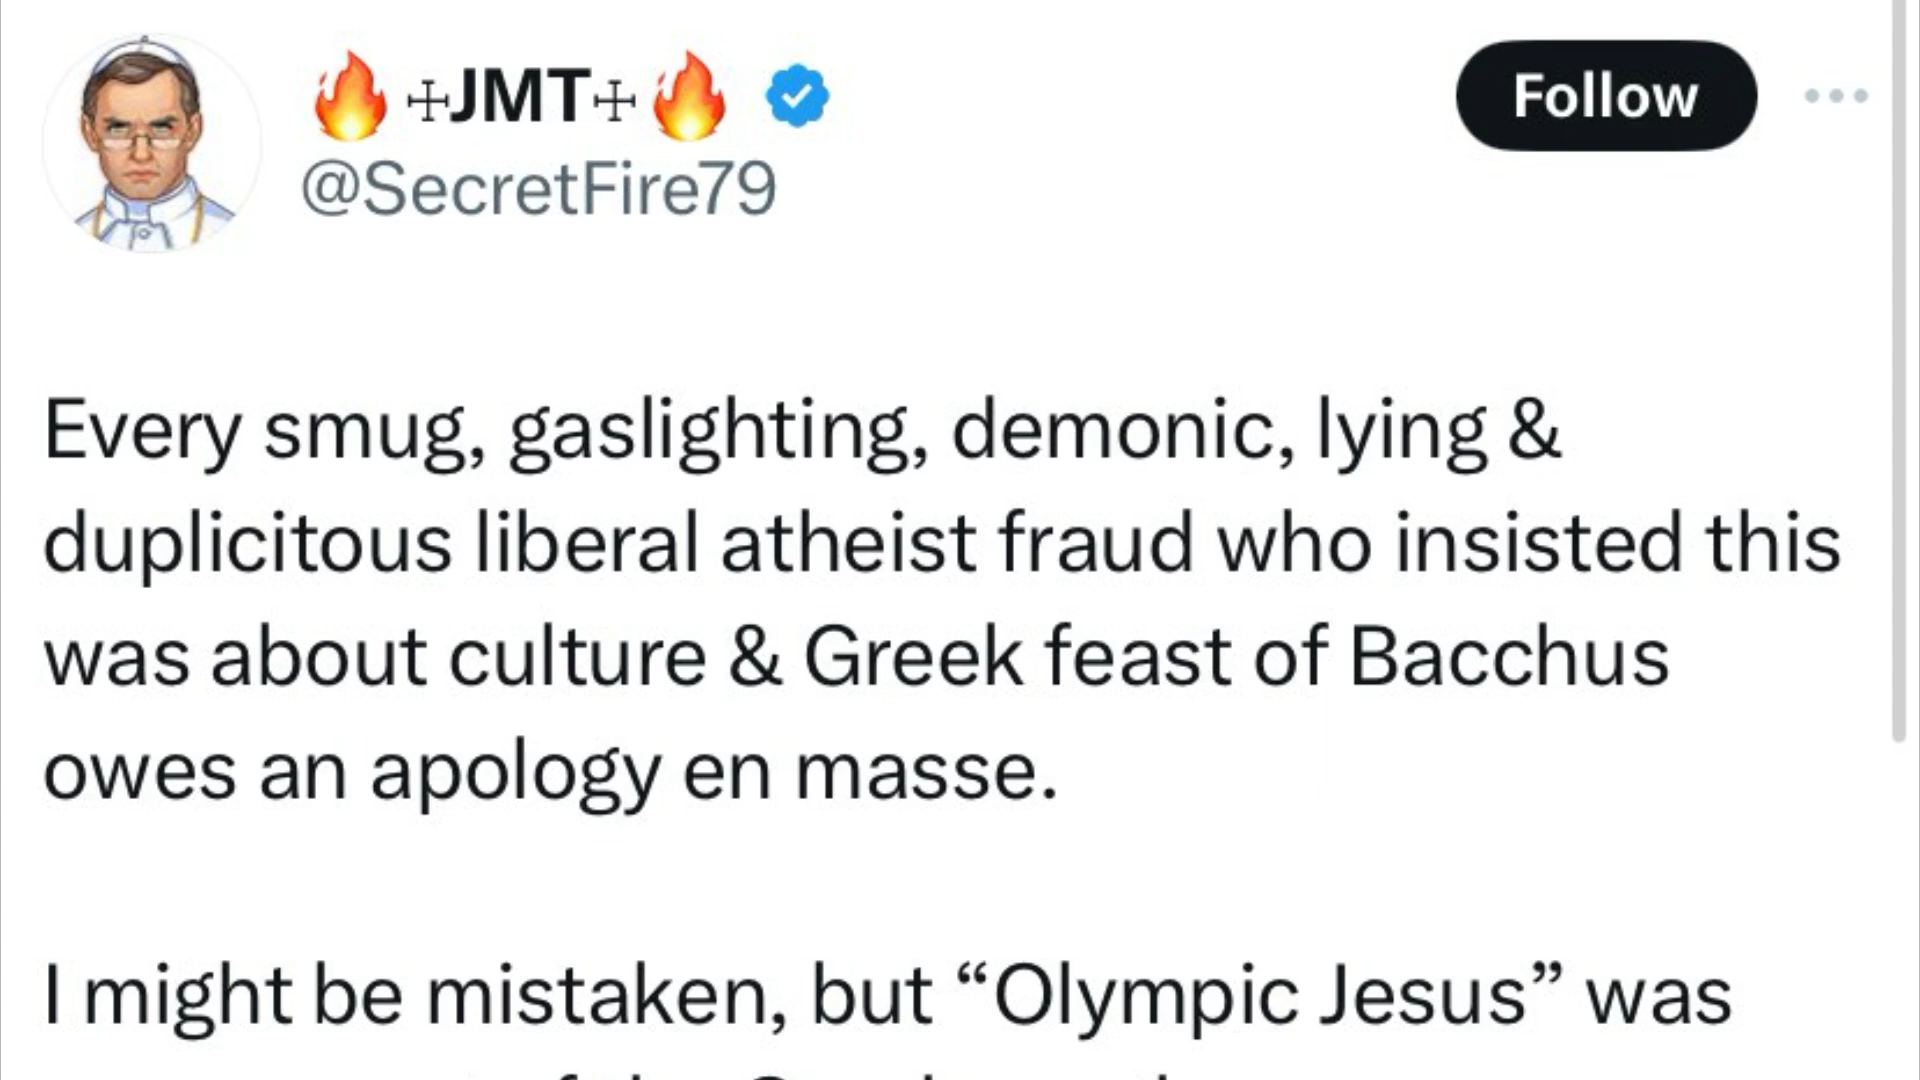 🔥 ☩JMT☩ 🔥
Follow
@SecretFire79
Every smug, gaslighting, demonic, lying &
duplicitous liberal atheist fraud who insisted this
was about culture & Greek feast of Bacchus
owes an apology en masse.
I might be mistaken, but “Olympic Jesus” was